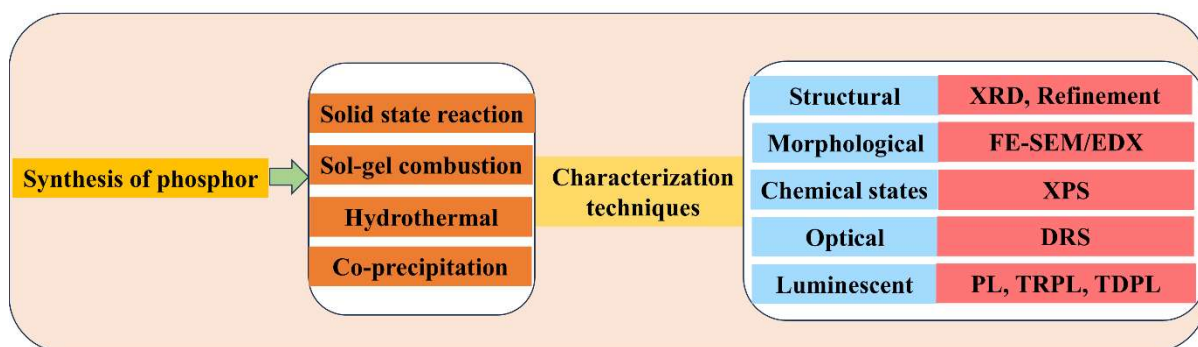 Synthesis of phosphor
Solid state reaction
Sol-gel combustion
Hydrothermal
Co-precipitation
Characterization
techniques
Structural
XRD, Refinement
Morphological
FE-SEM/EDX
Chemical states
XPS
Optical
DRS
Luminescent
PL, TRPL, TDPL